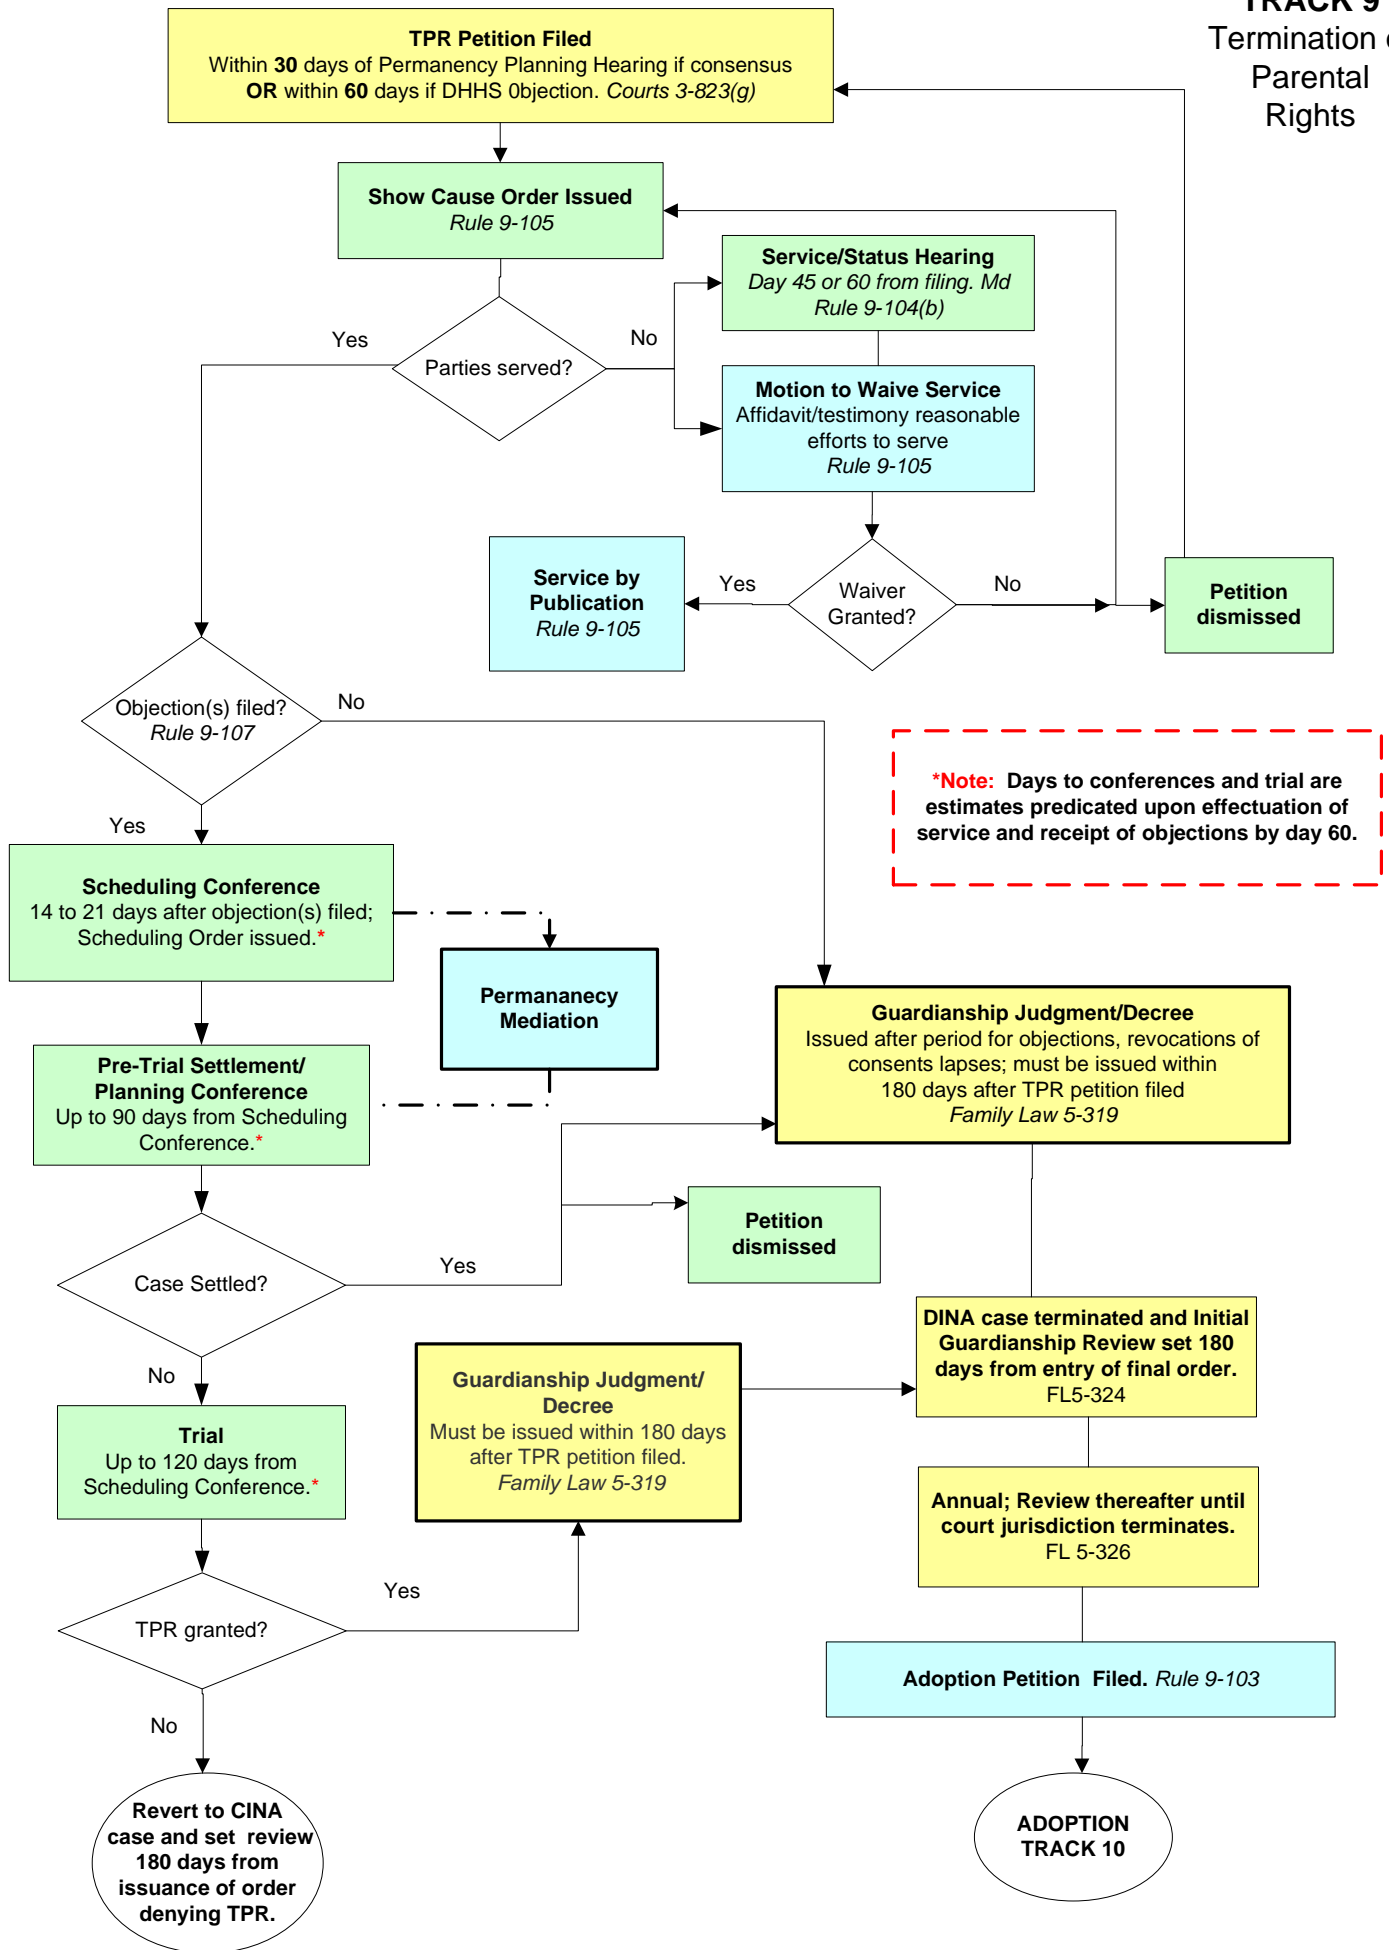 TRACK 9
Termination
Parental
Rights
TPR Petition Filed
Within 30 days of Permanency Planning Hearing if consensus
OR within 60 days if DHHS 0bjection. Courts 3-823(g)
Show Cause Order Issued
Rule 9-105
Service/Status Hearing
Day 45 or 60 from filing. Md
Rule 9-104(b)
Yes
Parties served?
No
Motion to Waive Service
Affidavit/testimony reasonable
efforts to serve
Rule 9-105
Service by
Publication
Rule 9-105
Yes
Waiver
Granted?
No
Petition
dismissed
Objection(s) filed?
Rule 9-107
No
*Note: Days to conferences and trial are
estimates predicated upon effectuation of
service and receipt of objections by day 60.
Yes
Scheduling Conference
14 to 21 days after objection(s) filed;
Scheduling Order issued.*
Permananecy
Mediation
Guardianship Judgment/Decree
Issued after period for objections, revocations of
consents lapses; must be issued within
180 days after TPR petition filed
Family Law 5-319
Pre-Trial Settlement/
Planning Conference
Up to 90 days from Scheduling
Conference.*
Petition
dismissed
Case Settled?
Yes
DINA case terminated and Initial
Guardianship Review set 180
days from entry of final order.
FL5-324
No
Guardianship Judgment/
Decree
Must be issued within 180 days
after TPR petition filed.
Family Law 5-319
Trial
Up to 120 days from
Scheduling Conference.*
Annual; Review thereafter until
court jurisdiction terminates.
FL 5-326
Yes
TPR granted?
Adoption Petition  Filed. Rule 9-103
No
Revert to CINA
case and set  review
180 days from
issuance of order
denying TPR.
ADOPTION
TRACK 10